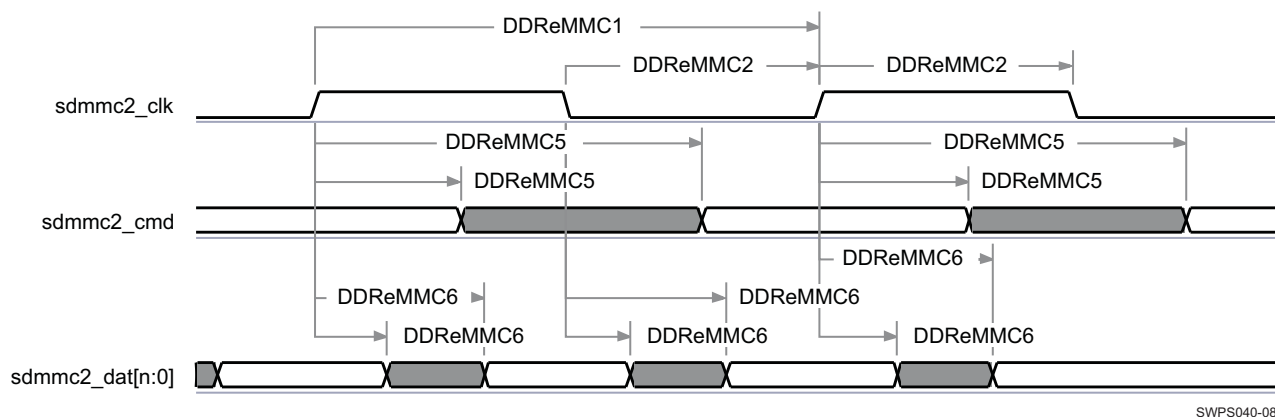 DDReMMC1
DDReMMC2 DDReMMC2
sdmmc2_clk
DDReMMC5 DDReMMC5
DDReMMC5 DDReMMC5
sdmmc2_cmd
DDReMMC6
DDReMMC6 DDReMMC6
DDReMMC6 DDReMMC6 DDReMMC6
sdmmc2_dat[n:0]
SWPS040-08